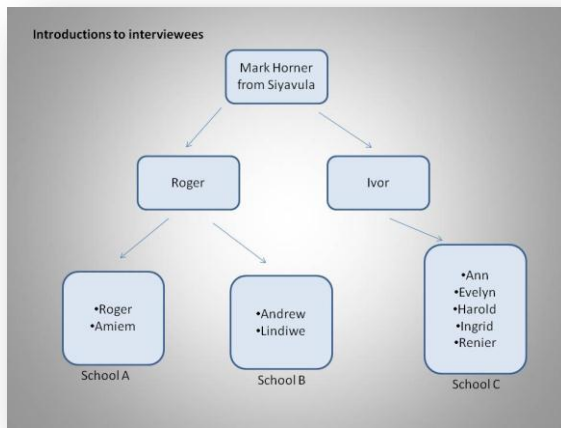 Introductions to interviewees
Mark Horner
from Siyavula
Roger
Ivor
•Roger
•Amiem
School A
•Andrew
•Lindiwe
School B
•Ann
•Evelyn
•Harold
•Ingrid
•Renier
School C